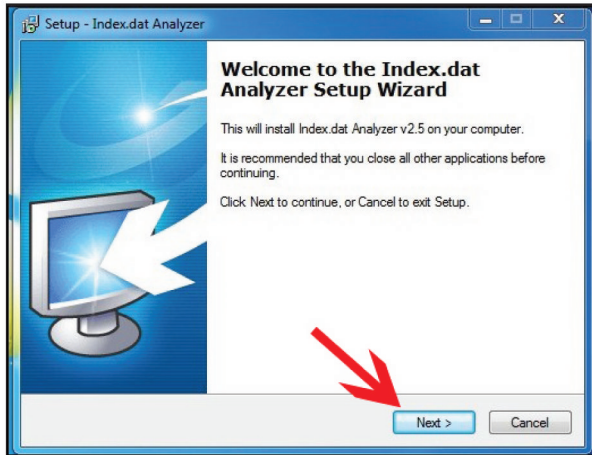 Setup - Index.dat Analyzer
Welcome to the Index.dat
Analyzer Setup Wizard
This will install Index.dat Analyzer v2.5 on your computer.
It is recommended that you close all other applications before
continuing.
Click Next to continue, or Cancel to exit Setup.
Next > Cancel